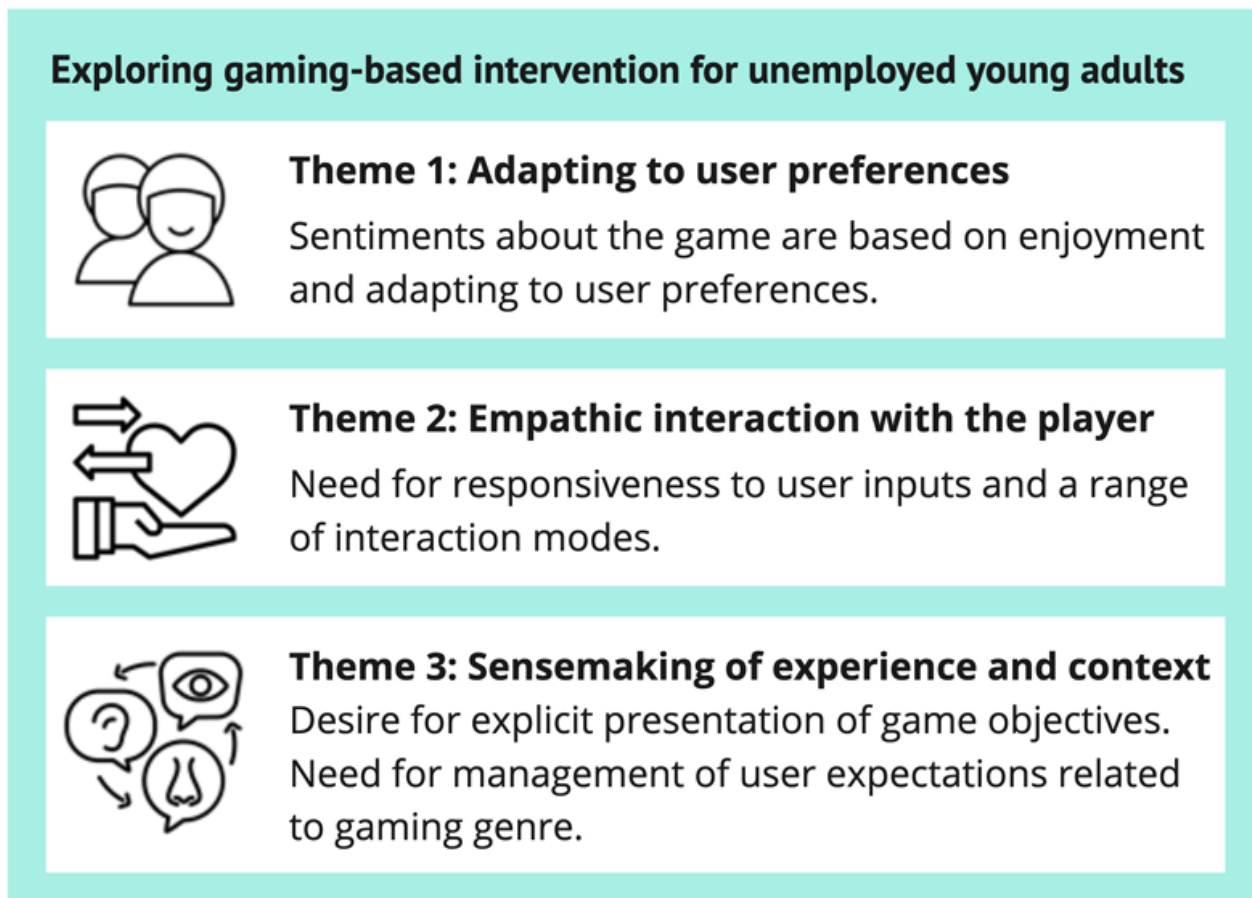 Exploring gaming-based intervention for unemployed young adults
Theme 1: Adapting to user preferences
Sentiments about the game are based on enjoyment
and adapting to user preferences.
Theme 2: Empathic interaction with the player
Need for responsiveness to user inputs and a range
of interaction modes.
Theme 3: Sensemaking of experience and context
Desire for explicit presentation of game objectives.
Need for management of user expectations related
to gaming genre.